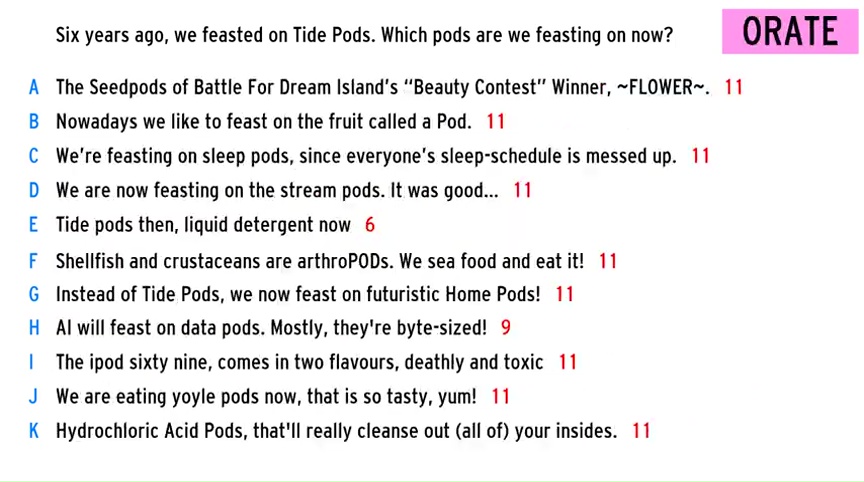 Six years ago, we feasted on Tide Pods. Which pods are we feasting on now?
ORATE
A The Seedpods of Battle For Dream Island's “Beauty Contest” Winner, ~FLOWER~. 11
B Nowadays we like to feast on the fruit called a Pod. 11
C We're feasting on sleep pods, since everyone's sleep-schedule is messed up. 11
D We are now feasting on the stream pods. It was good... 11
E Tide pods then, liquid detergent now 6
F Shellfish and crustaceans are arthroPODs. We sea food and eat it! 11
G Instead of Tide Pods, we now feast on futuristic Home Pods! 11
H AI will feast on data pods. Mostly, they're byte-sized! 9
I The ipod sixty nine, comes in two flavours, deathly and toxic 11
J We are eating yoyle pods now, that is so tasty, yum! 11
K Hydrochloric Acid Pods, that'll really cleanse out (all of) your insides. 11